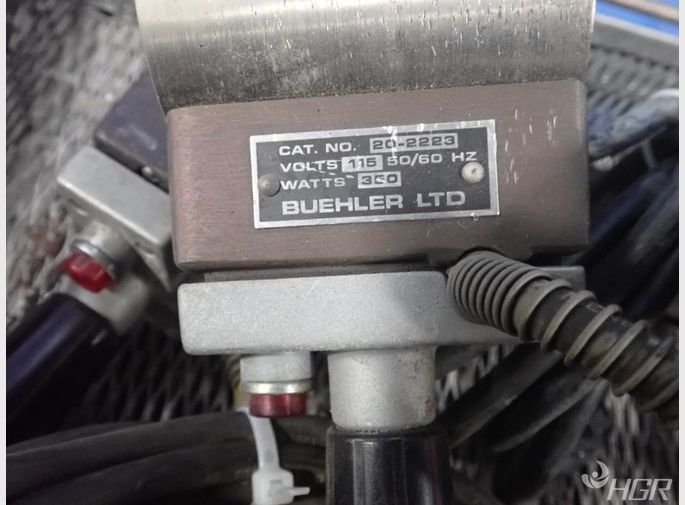 CAT. NO. 20-2223
VOLTS 115 50/60 HZ
WATTS 350
BUEHLER LTD
HGR